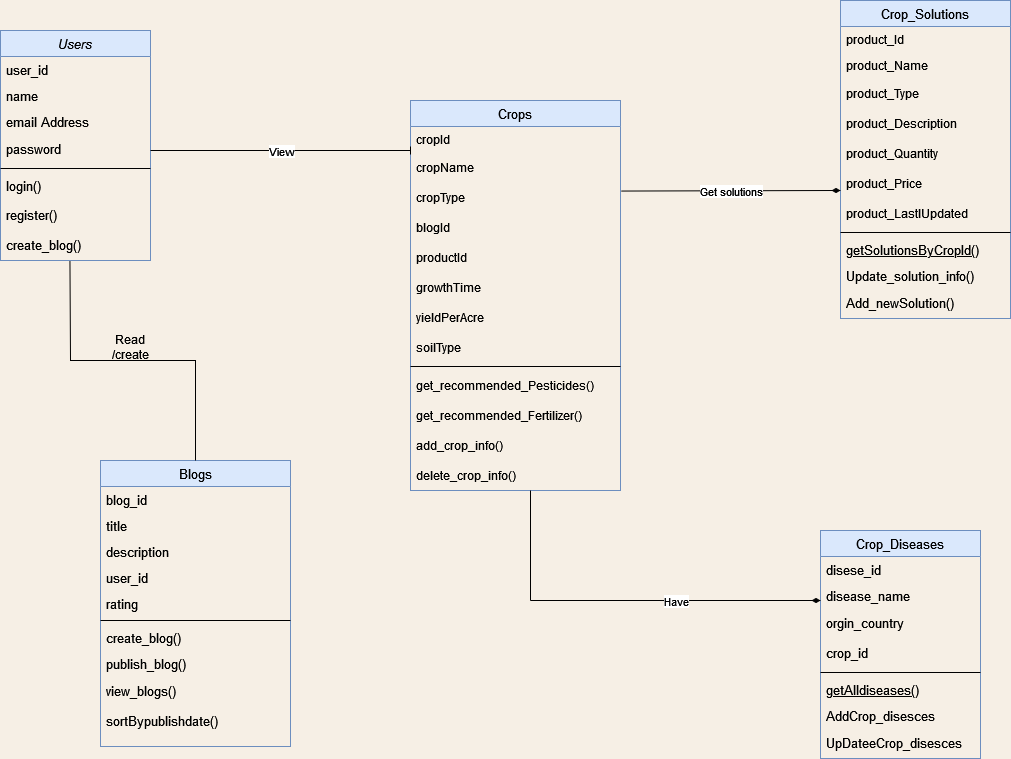 Users
user_id
name
email Address
password
login()
register()
create_blog()
View
Crops
cropId
cropName
cropType
blogId
productId
growthTime
yieldPerAcre
soilType
get_recommended_Pesticides()
get_recommended_Fertilizer()
add_crop_info()
delete_crop_info()
Get solutions
Crop_Solutions
product_Id
product_Name
product_Type
product_Description
product_Quantity
product_Price
product_LastlUpdated
getSolutionsByCropId()
Update_solution_info()
Add_newSolution()
Read
/create
Blogs
blog_id
title
description
user_id
rating
create_blog()
publish_blog()
view_blogs()
sortBypublishdate()
Have
Crop_Diseases
disese_id
disease_name
orgin_country
crop_id
getAlldiseases()
AddCrop_disesces
UpDateeCrop_disesces